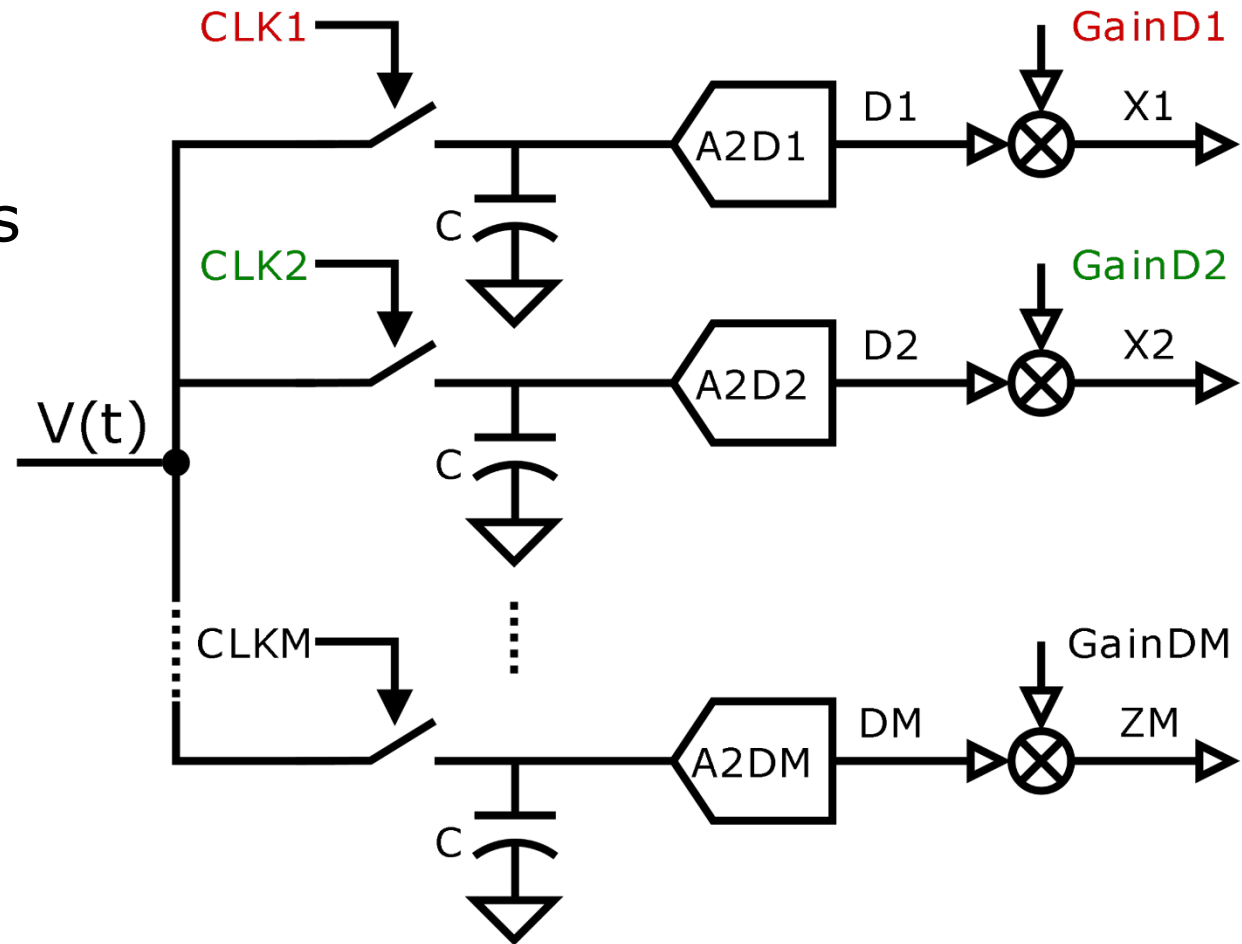 CLK1
GainD1
D1
X1
A2D1
s
C
CLK2
GainD2
D2
X2
A2D2
V(t)
C
CLKM
GainDM
DM
ZM
A2DM
C